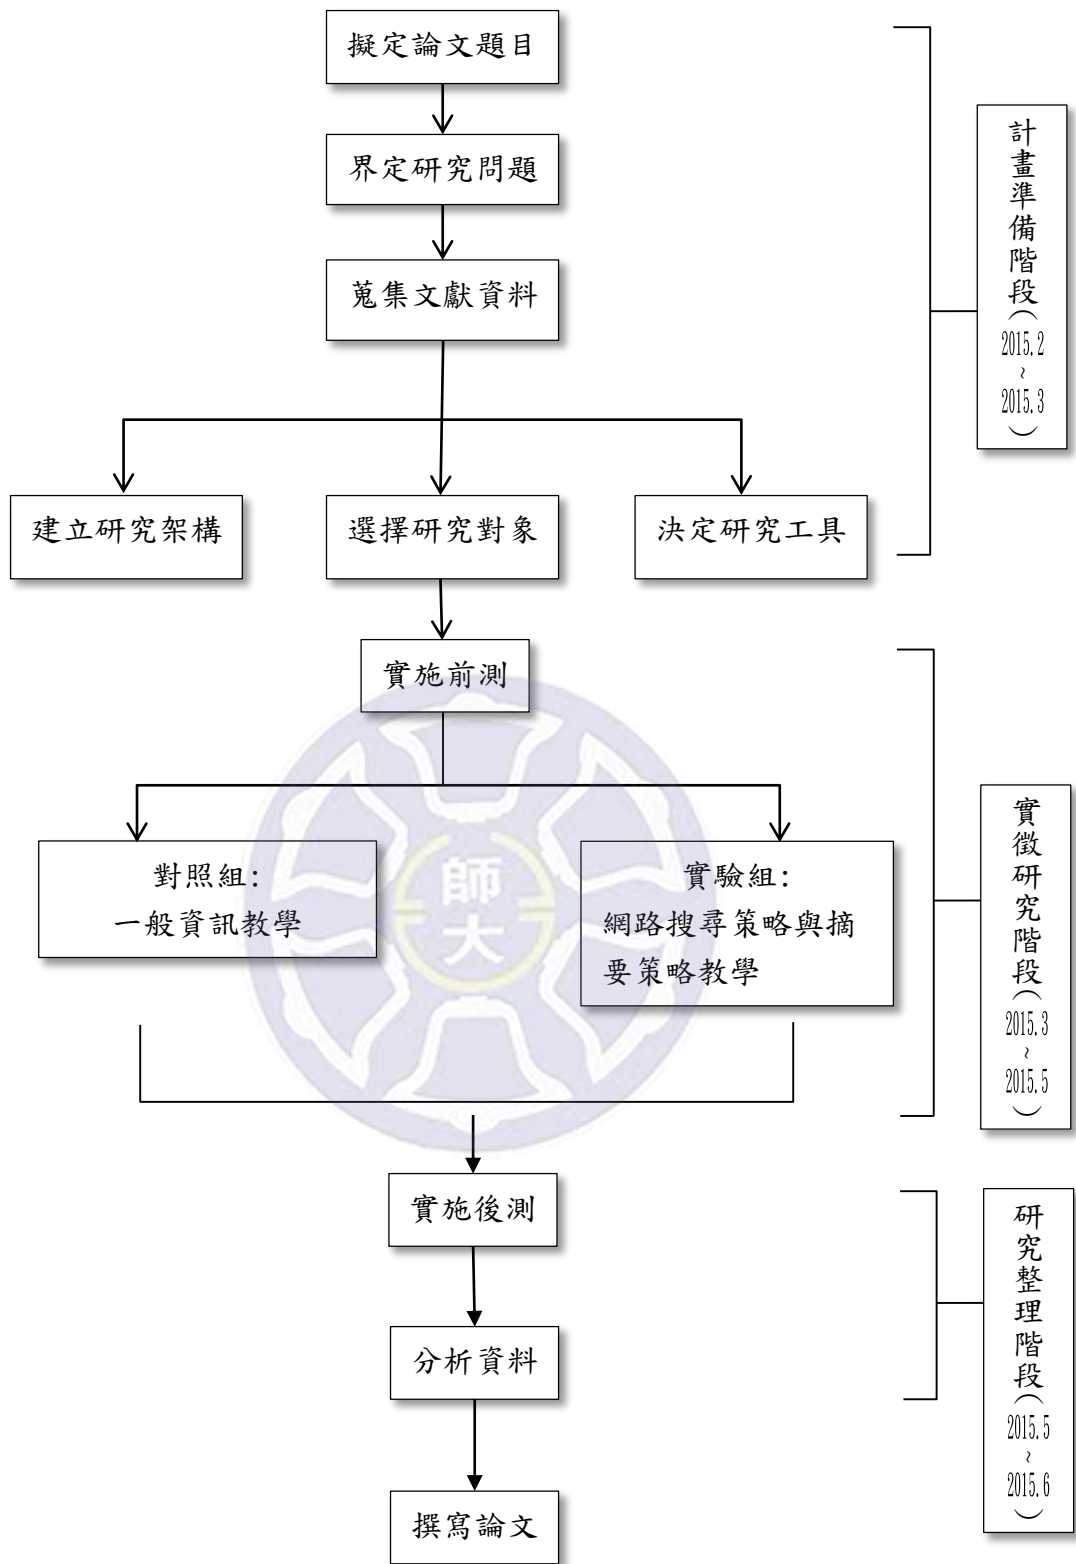 擬定論文題目
界定研究問題
蒐集文獻資料
計畫準備階段(2015.2~2015.3)
建立研究架構
選擇研究對象
決定研究工具
實施前測
對照組:
一般資訊教學
實驗組:
網路搜尋策略與摘
要策略教學
師大
實徵研究階段(2015.3~2015.5)
實施後測
分析資料
撰寫論文
研究整理階段(2015.5~2015.6)